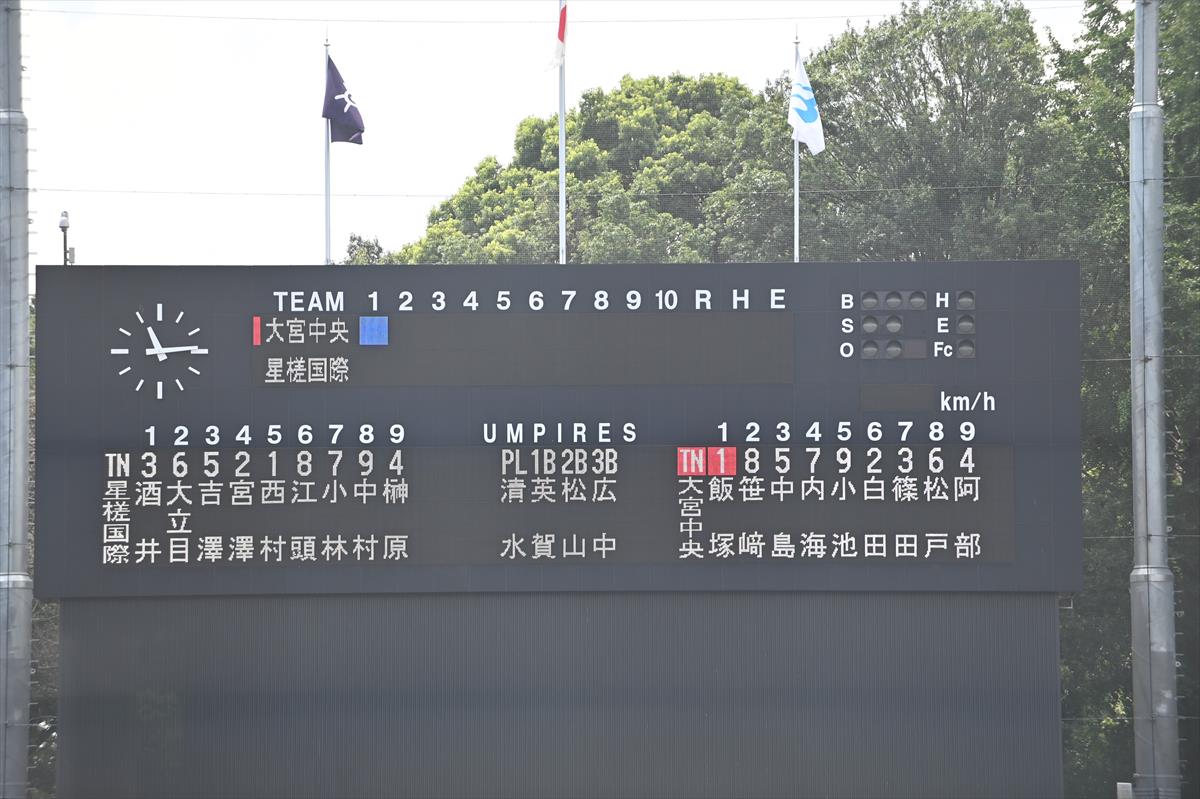 TEAM 1 2 3 4 5 6 7 8 9 10 R H E
大宮中央
星槎国際
B H
S E
O Fc
km/h
1 2 3 4 5 6 7 8 9
TN 3 6 5 2 1 8 7 9 4
星槎国際
酒井
大立目
吉澤
宮澤
西村
江頭
小林
中村
榊原
UMPIRES
PL 1B 2B 3B
清水
英賀
松山
広中
1 2 3 4 5 6 7 8 9
TN 1 8 5 7 9 2 3 6 4
大宮中央
飯塚
笹﨑
中島
内海
小池
白田
篠田
松戸
阿部